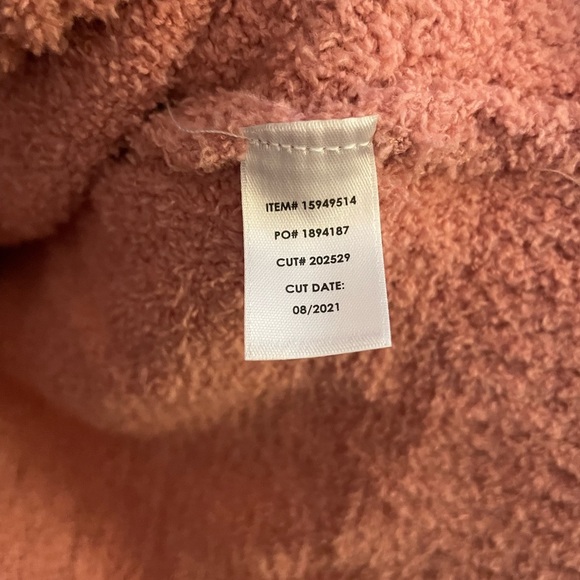 ITEM# 15949514
PO# 1894187
CUT# 202529
CUT DATE:
08/2021